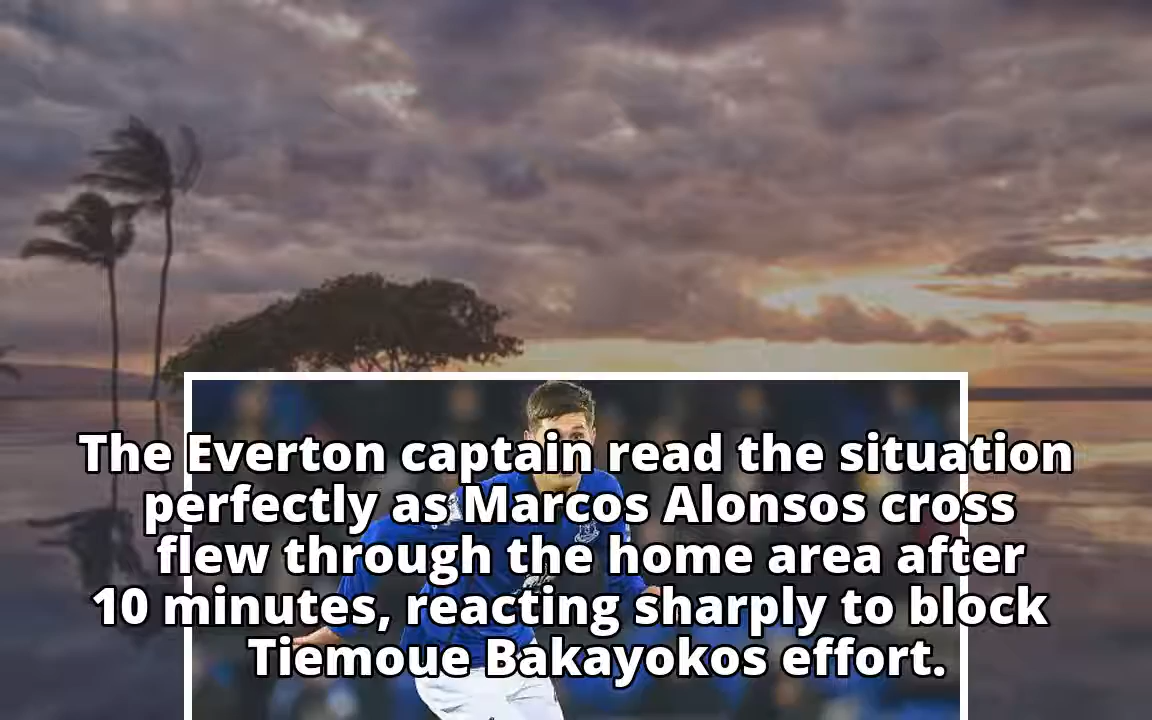 The Everton captain read the situation
perfectly as Marcos Alonsos cross
flew through the home area after
10 minutes, reacting sharply to block
Tiemoue Bakayokos effort.